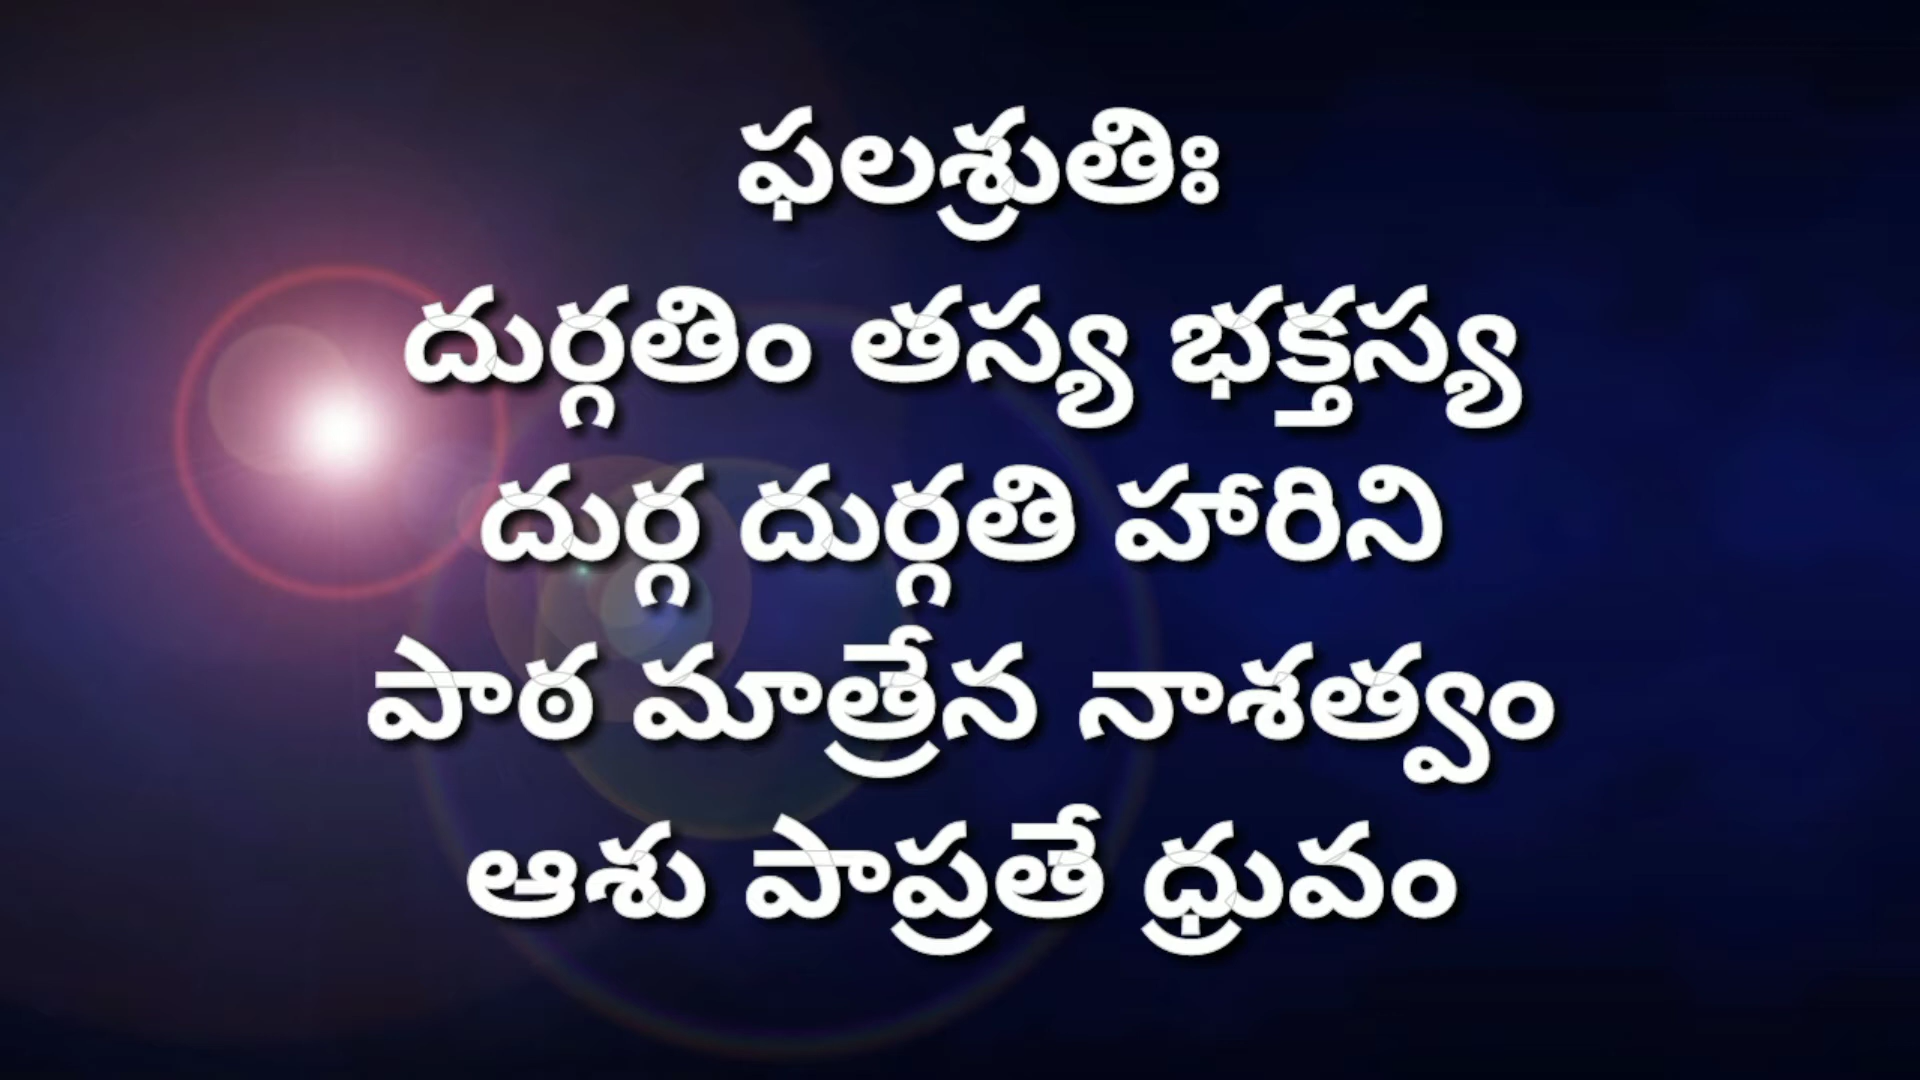 ఫలశ్రుతిః
దుర్గతిం తస్య భక్తస్య
దుర్గ దుర్గతి హారిని
పాఠ మాత్రేన నాశత్వం
ఆశు పాప్రతే ధ్రువం